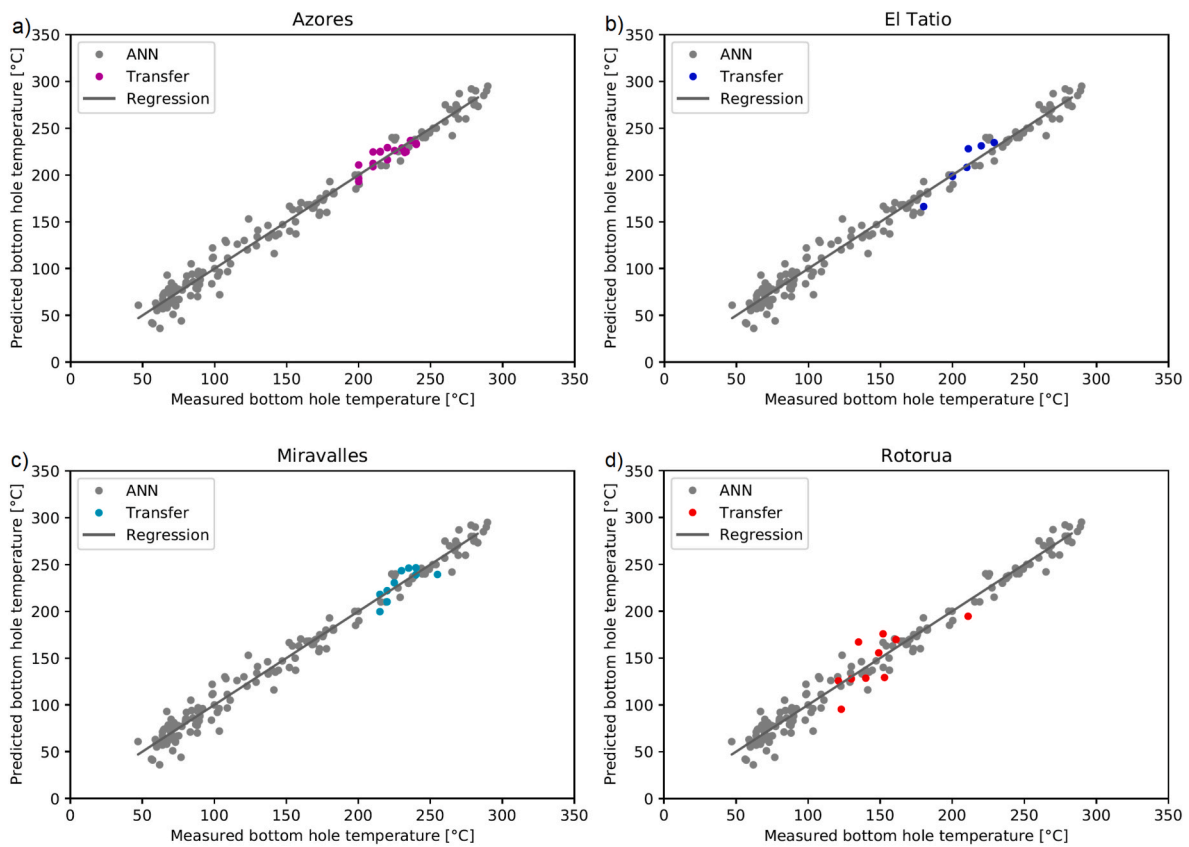 a)
Azores
350
300
250
200
150
100
50
0
Predicted bottom hole temperature [°C]
ANN
Transfer
Regression
0 50 100 150 200 250 300 350
Measured bottom hole temperature [°C]
b)
El Tatio
350
300
250
200
150
100
50
0
Predicted bottom hole temperature [°C]
ANN
Transfer
Regression
0 50 100 150 200 250 300 350
Measured bottom hole temperature [°C]
c)
Miravalles
350
300
250
200
150
100
50
0
Predicted bottom hole temperature [°C]
ANN
Transfer
Regression
0 50 100 150 200 250 300 350
Measured bottom hole temperature [°C]
d)
Rotorua
350
300
250
200
150
100
50
0
Predicted bottom hole temperature [°C]
ANN
Transfer
Regression
0 50 100 150 200 250 300 350
Measured bottom hole temperature [°C]